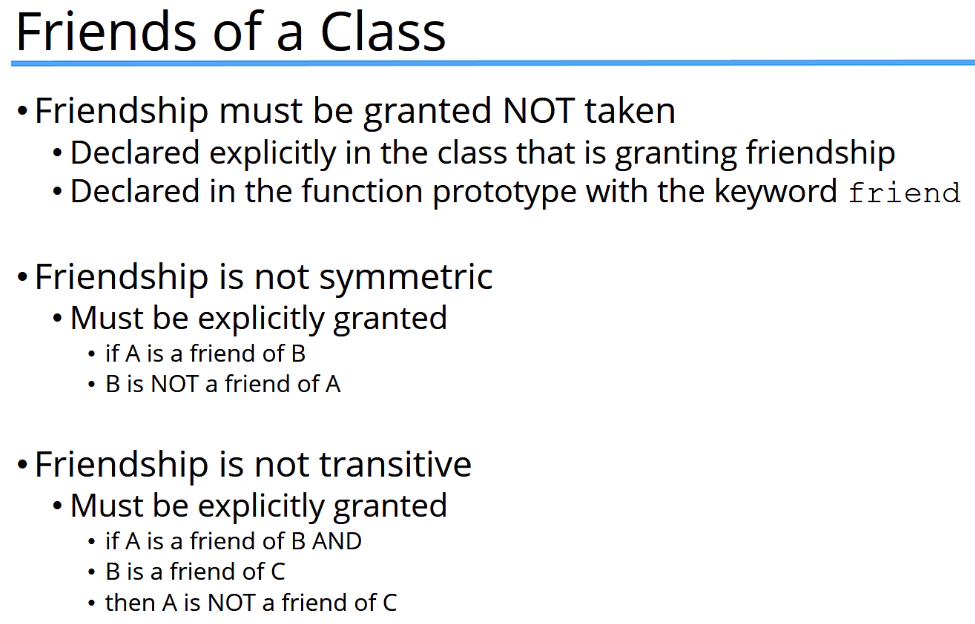 Friends of a Class
• Friendship must be granted NOT taken
• Declared explicitly in the class that is granting friendship
• Declared in the function prototype with the keyword friend
• Friendship is not symmetric
• Must be explicitly granted
• if A is a friend of B
• B is NOT a friend of A
• Friendship is not transitive
• Must be explicitly granted
• if A is a friend of B AND
• B is a friend of C
• then A is NOT a friend of C